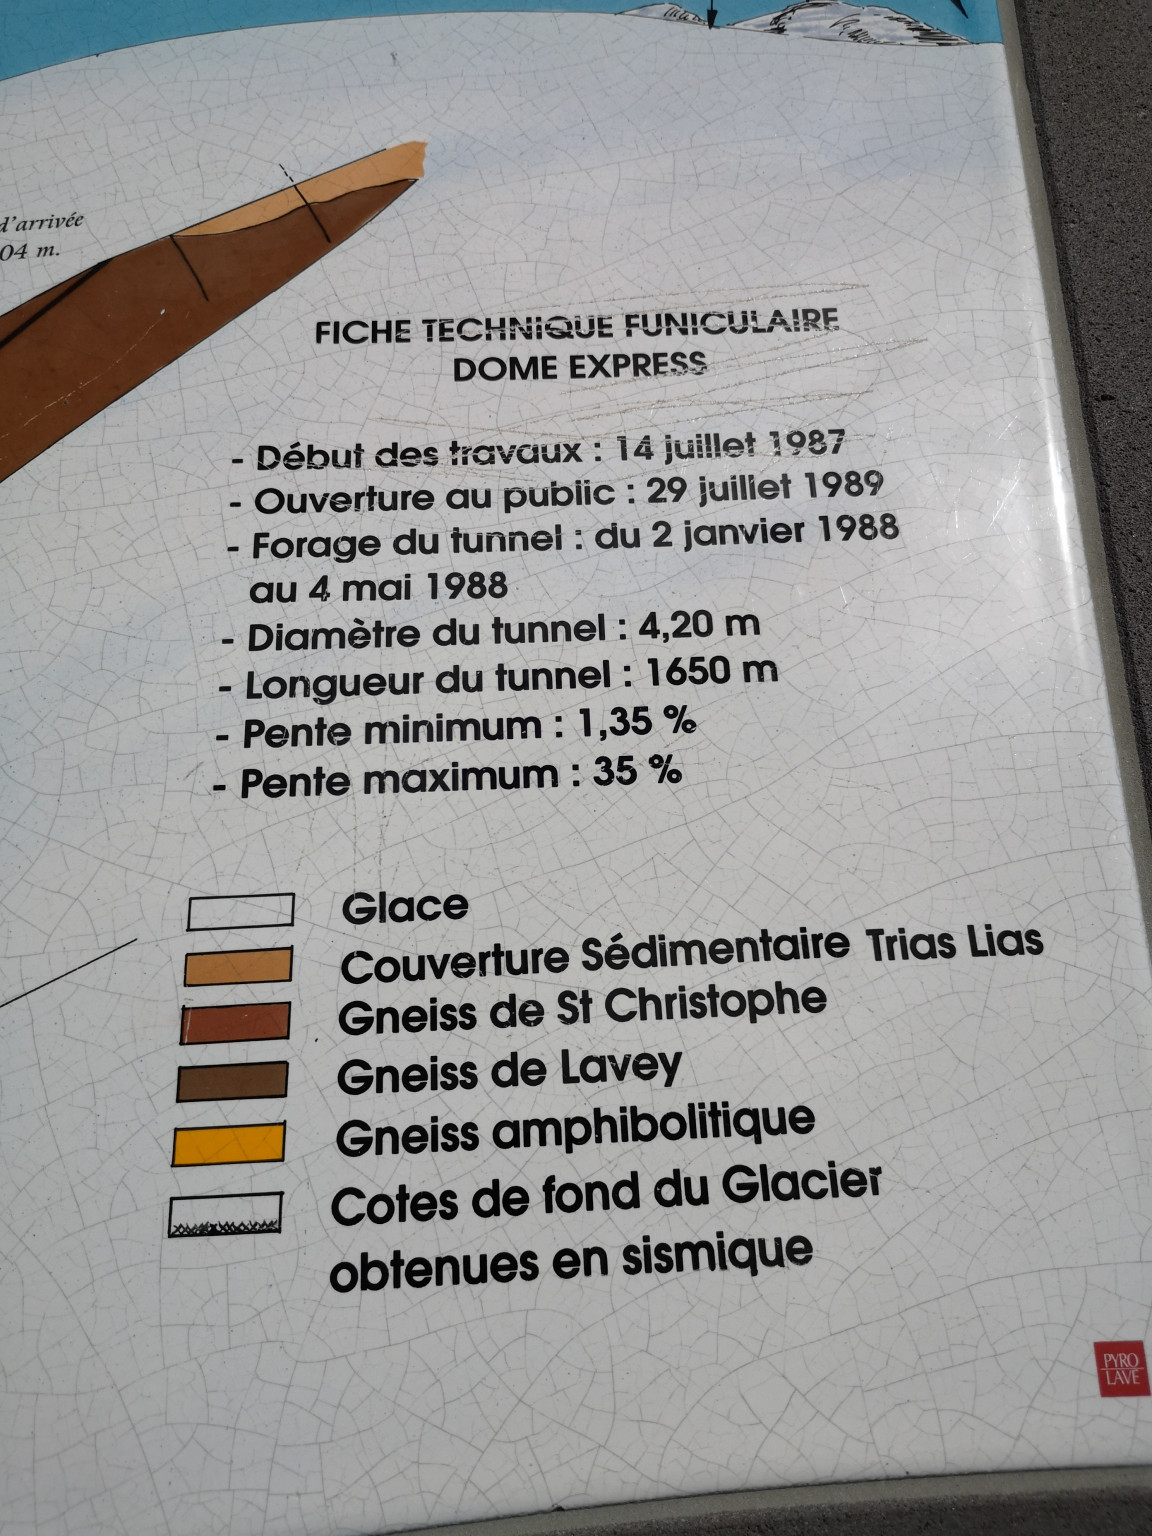 d'arrivée
04 m.
FICHE TECHNIQUE FUNICULAIRE
DOME EXPRESS
- Début des travaux : 14 juillet 1987
- Ouverture au public : 29 juillet 1989
- Forage du tunnel : du 2 janvier 1988
au 4 mai 1988
- Diamètre du tunnel : 4,20 m
- Longueur du tunnel : 1650 m
- Pente minimum : 1,35 %
- Pente maximum : 35 %
Glace
Couverture Sédimentaire Trias Lias
Gneiss de St Christophe
Gneiss de Lavey
Gneiss amphibolitique
Cotes de fond du Glacier
obtenues en sismique
PYRO
LAVE